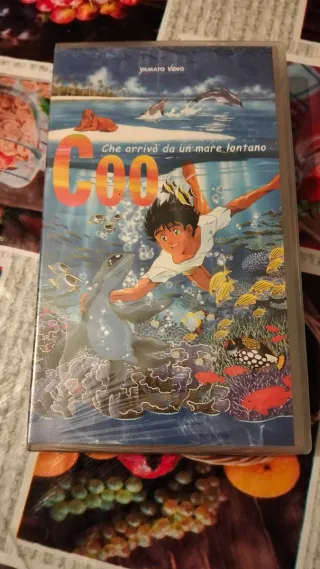 YAMATO VIDEO
Che arrivò da un mare lontano
COO